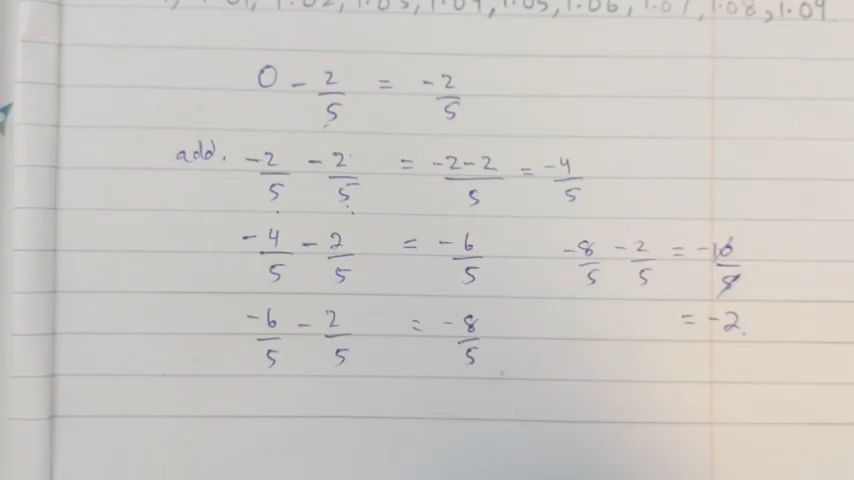 1.01, 1.02, 1.03, 1.04, 1.05, 1.06, 1.07, 1.08, 1.09
0 - 2/5 = -2/5
add. -2/5 - 2/5 = -2-2/5 = -4/5
-4/5 - 2/5 = -6/5 -8/5 - 2/5 = -10/5
-6/5 - 2/5 = -8/5 = -2.